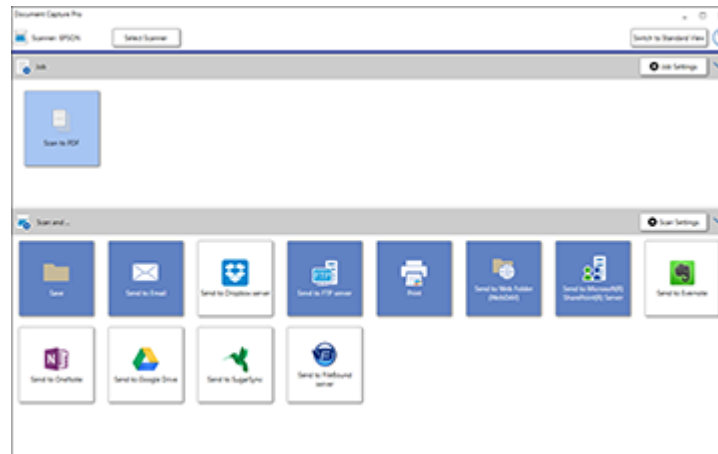 Document Capture Pro
Scanner: EPSON
Select Scanner
Switch to Standard View
Job
Job Settings
Scan to PDF
Scan and ...
Scan Settings
Save
Send to Email
Send to Dropbox server
Send to FTP server
Print
Send to Web Folder
(WebDAV)
Send to Microsoft(R)
SharePoint(R) Server
Send to Evernote
Send to OneNote
Send to Google Drive
Send to SugarSync
Send to FileBound
server